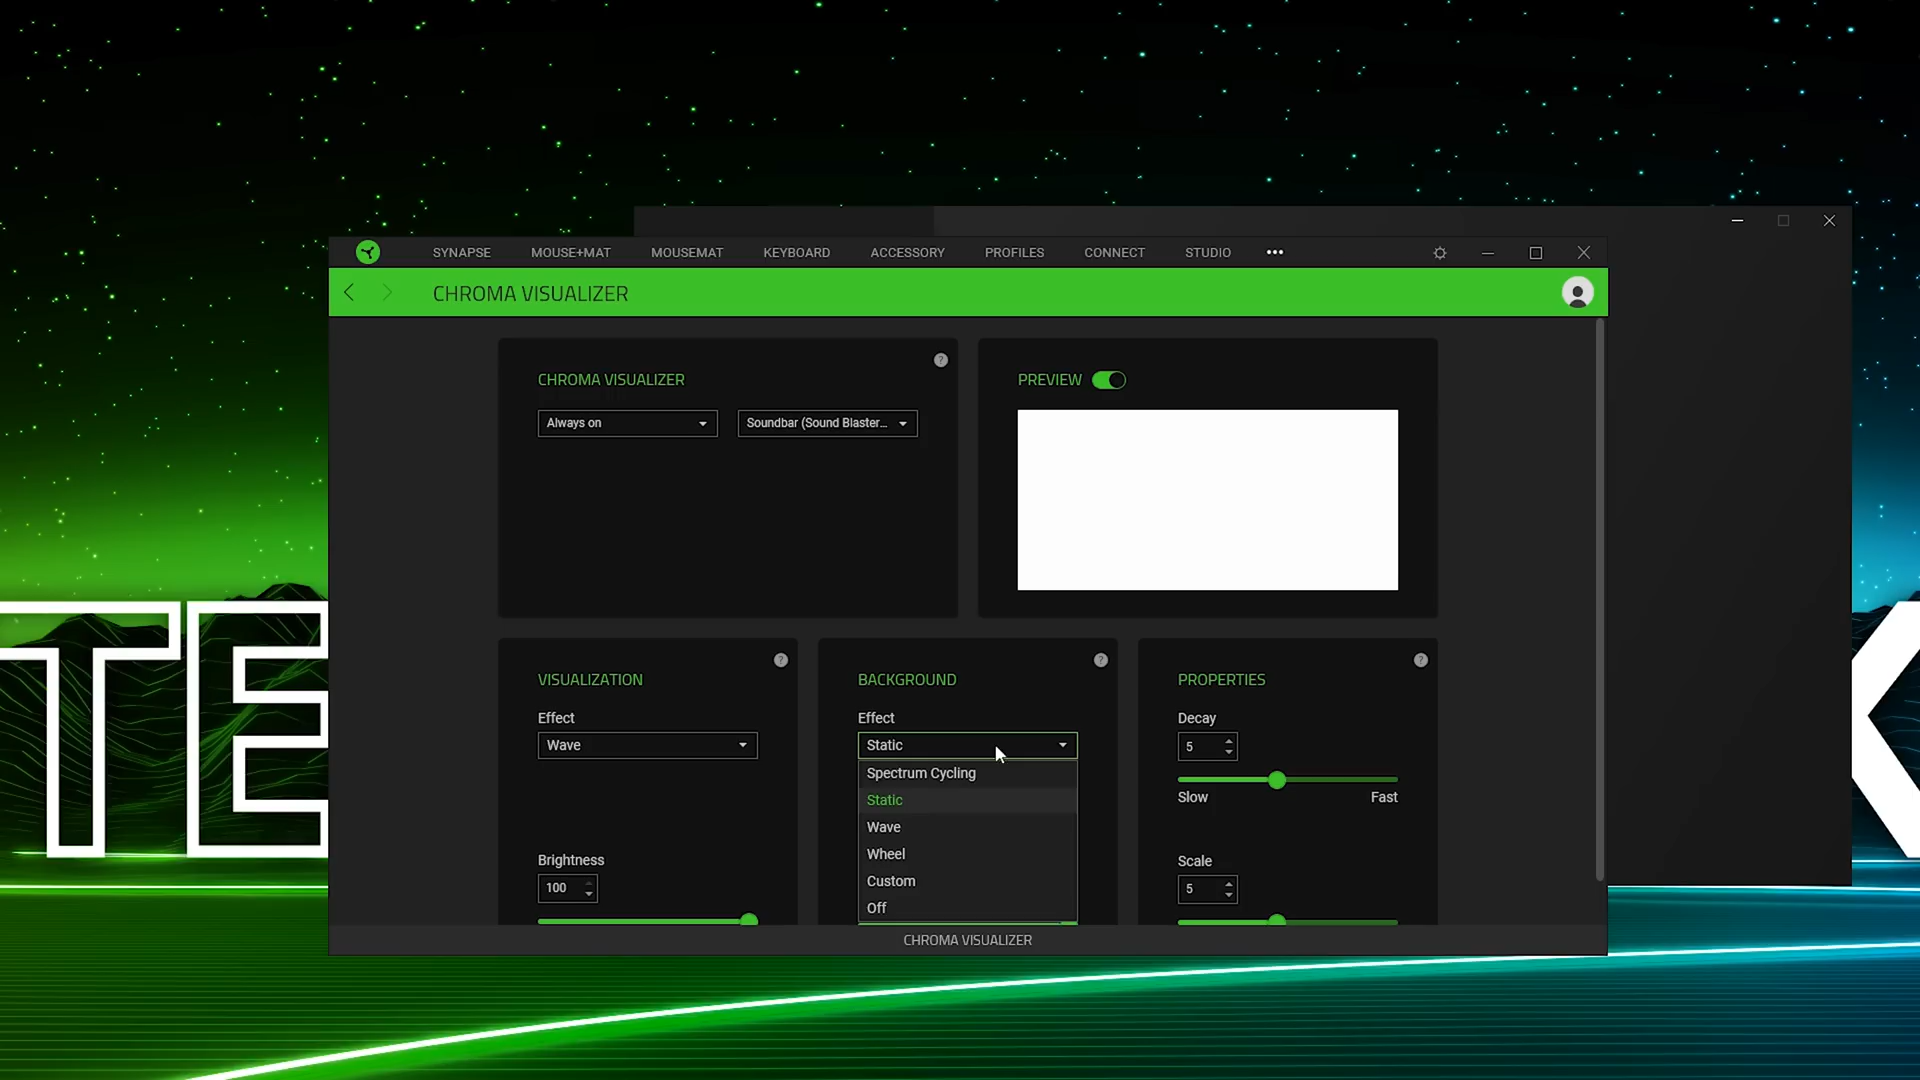 SYNAPSE MOUSE+MAT MOUSEMAT KEYBOARD ACCESSORY PROFILES CONNECT STUDIO •••
CHROMA VISUALIZER
CHROMA VISUALIZER
Always on
Soundbar (Sound Blaster...
PREVIEW
VISUALIZATION
Effect
Wave
Brightness
100
BACKGROUND
Effect
Static
Spectrum Cycling
Static
Wave
Wheel
Custom
Off
PROPERTIES
Decay
5
Slow Fast
Scale
5
CHROMA VISUALIZER
TE
K